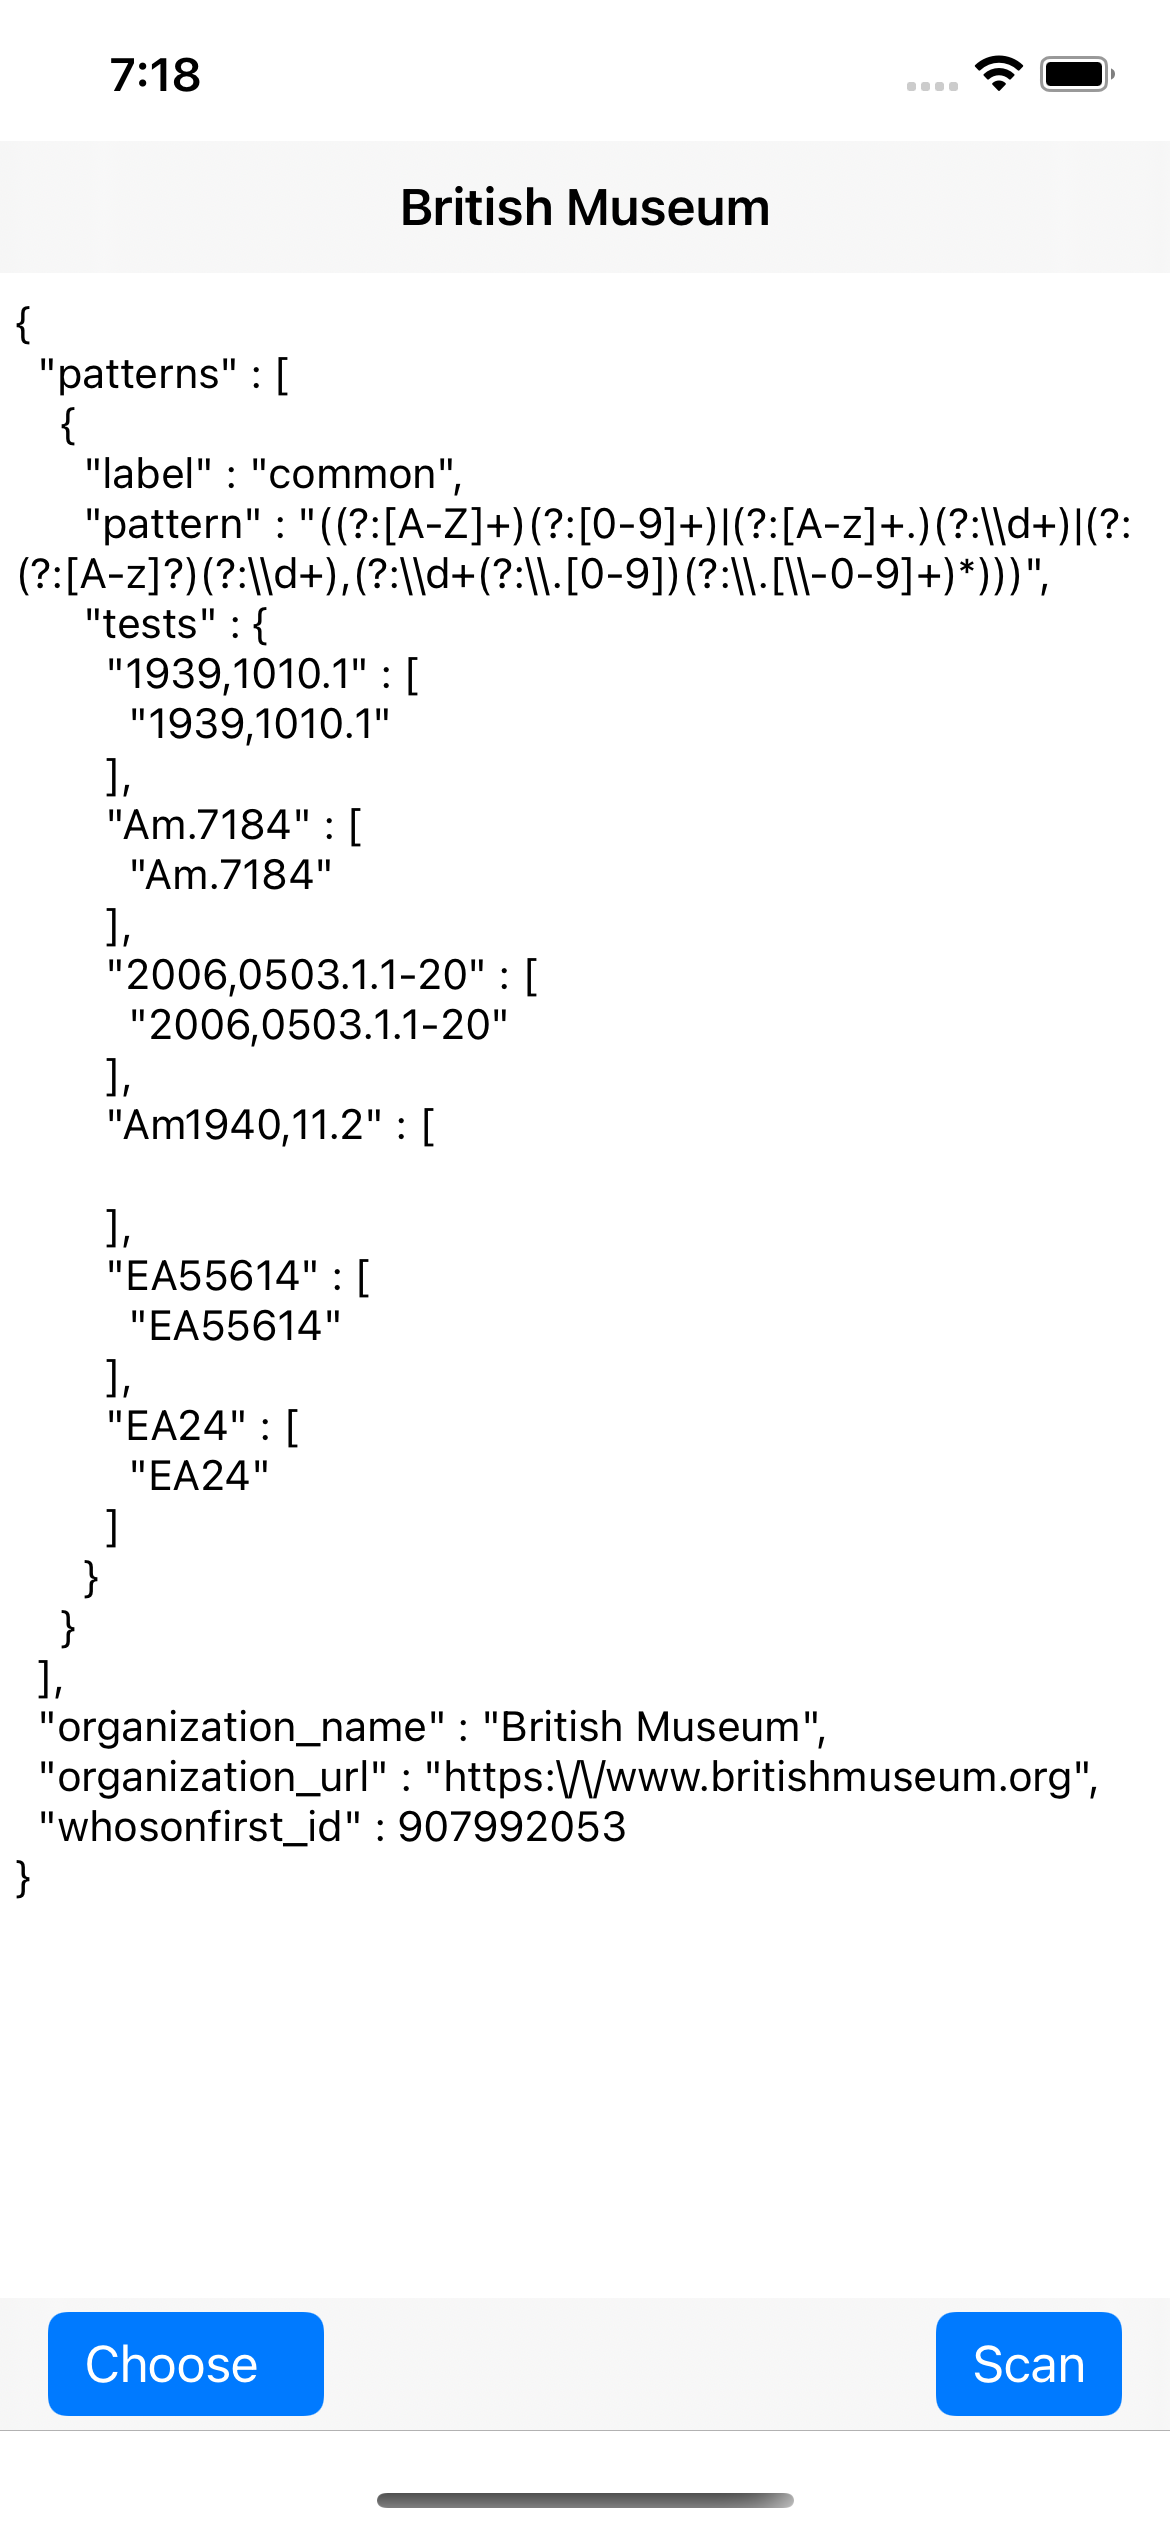 7:18
British Museum
{
"patterns" : [
{
"label" : "common",
"pattern" : "((?:[A-Z]+)(?:[0-9]+)|(?:[A-z]+.)(?:\\d+)|(?:
(?:[A-z]?)(?:\\d+),(?:\\d+(?:\\.[0-9])(?:\\.[\\-0-9]+)*)))",
"tests" : {
"1939,1010.1" : [
"1939,1010.1"
],
"Am.7184" : [
"Am.7184"
],
"2006,0503.1.1-20" : [
"2006,0503.1.1-20"
],
"Am1940,11.2" : [
],
"EA55614" : [
"EA55614"
],
"EA24" : [
"EA24"
]
}
}
],
"organization_name" : "British Museum",
"organization_url" : "https:\/\/www.britishmuseum.org",
"whosonfirst_id" : 907992053
}
Choose
Scan